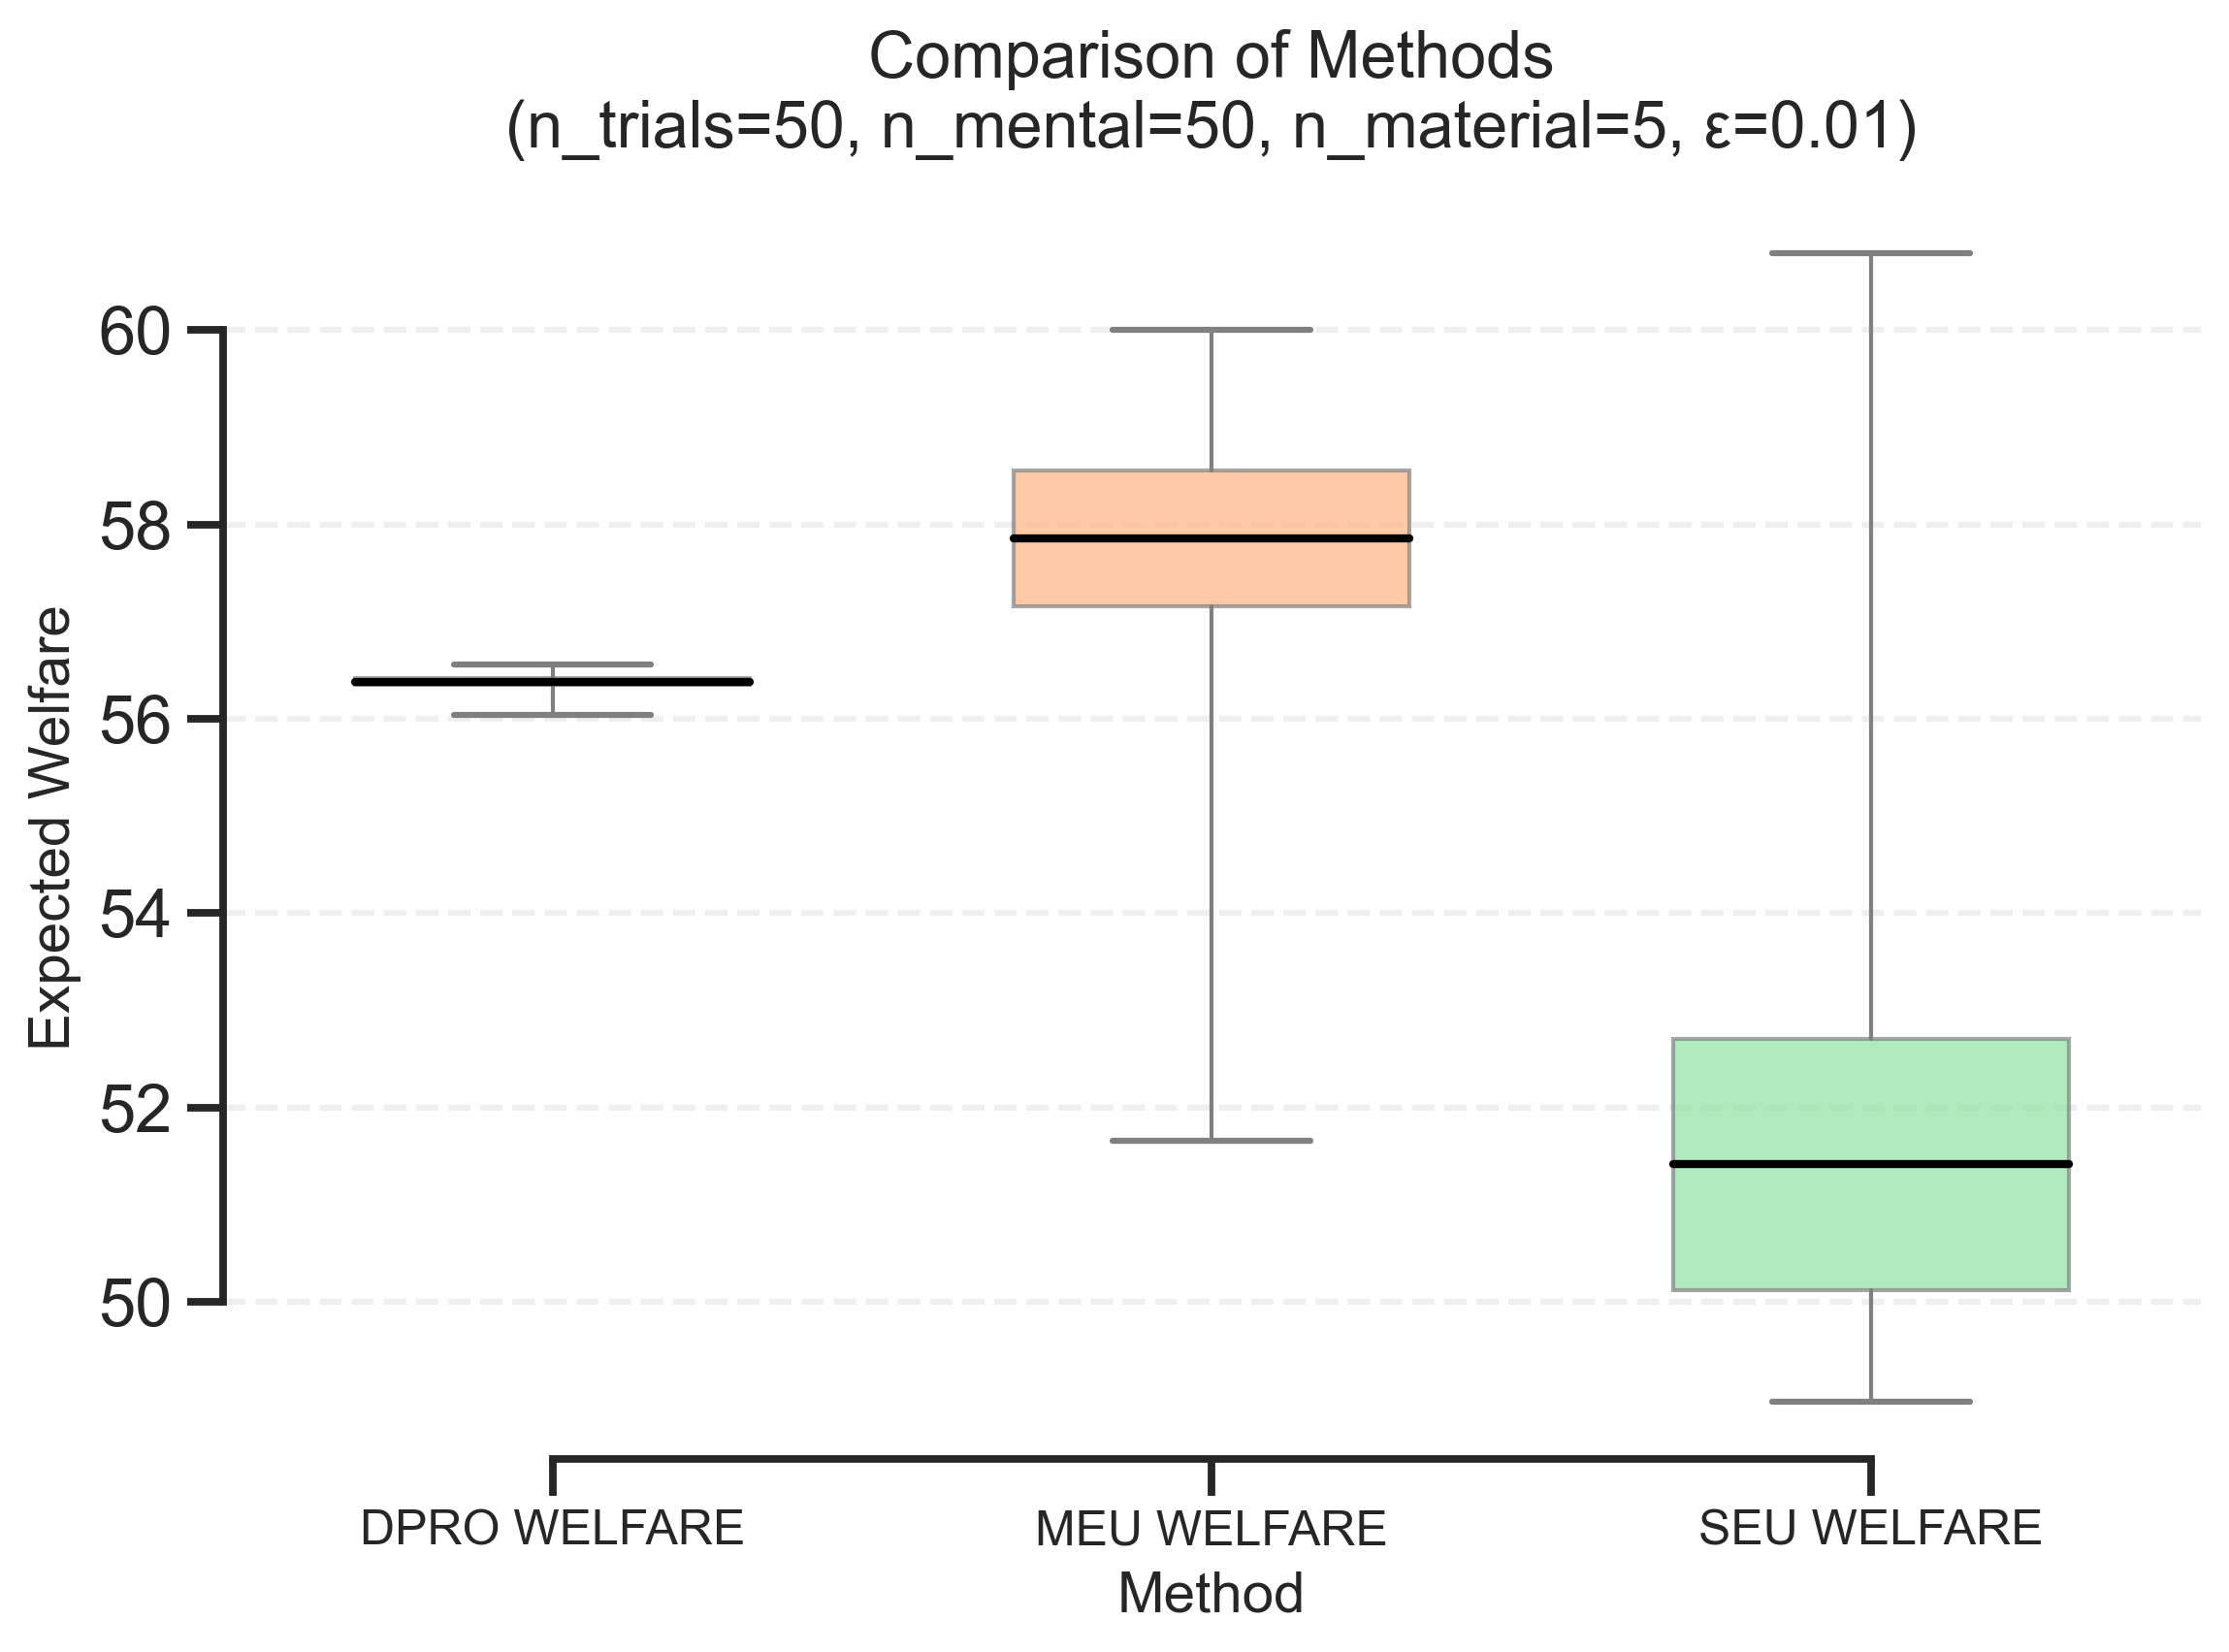 Comparison of Methods
(n_trials=50, n_mental=50, n_material=5, ε=0.01)
Expected Welfare
60
58
56
54
52
50
DPRO WELFARE
MEU WELFARE
SEU WELFARE
Method